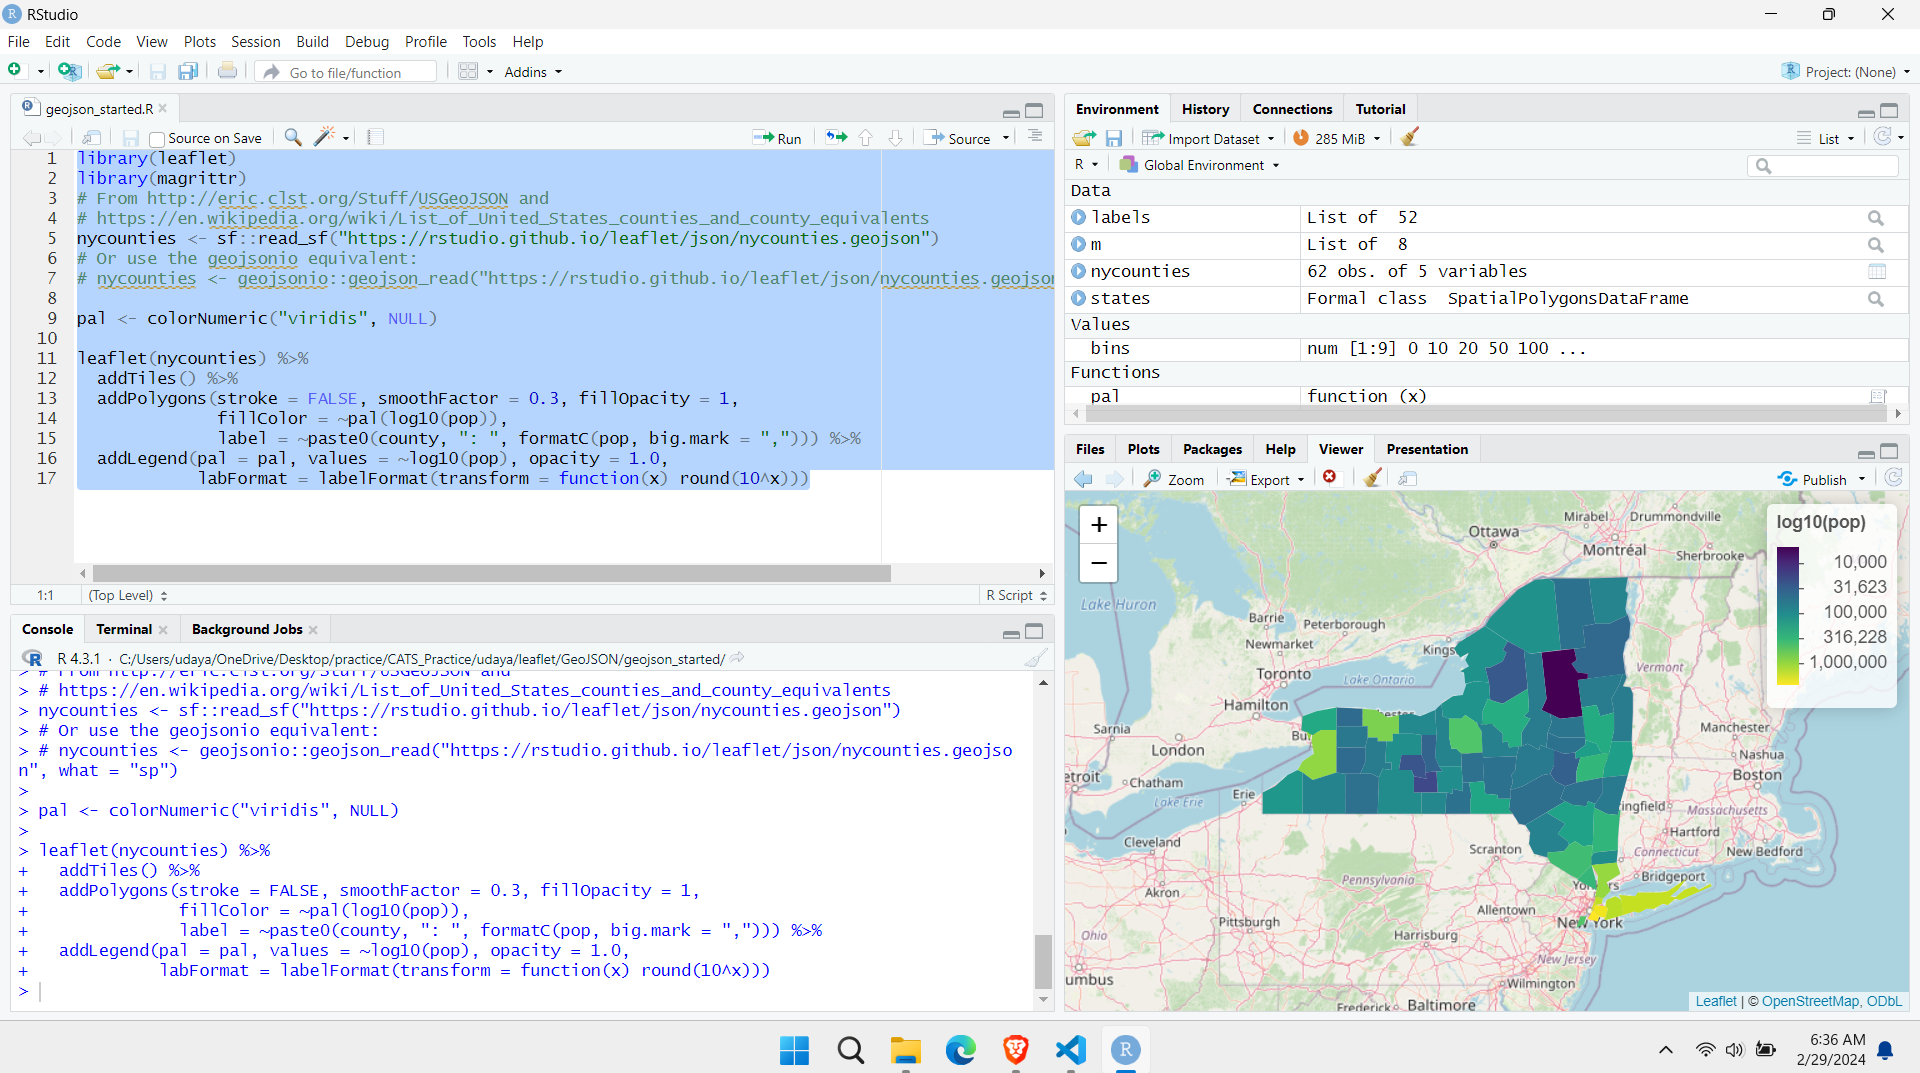 RStudio
File Edit Code View Plots Session Build Debug Profile Tools Help
Go to file/function
Addins
Project: (None)
geojson_started.R
Source on Save
Run
Source
1 library(leaflet)
2 library(magrittr)
3 # From http://eric.clst.org/Stuff/USGeoJSON and
4 # https://en.wikipedia.org/wiki/List_of_United_States_counties_and_county_equivalents
5 nycounties <- sf::read_sf("https://rstudio.github.io/leaflet/json/nycounties.geojson")
6 # Or use the geojsonio equivalent:
7 # nycounties <- geojsonio::geojson_read("https://rstudio.github.io/leaflet/json/nycounties.geojson
8
9 pal <- colorNumeric("viridis", NULL)
10
11 leaflet(nycounties) %>%
12   addTiles() %>%
13   addPolygons(stroke = FALSE, smoothFactor = 0.3, fillOpacity = 1,
14               fillColor = ~pal(log10(pop)),
15               label = ~paste0(county, ": ", formatC(pop, big.mark = ","))) %>%
16   addLegend(pal = pal, values = ~log10(pop), opacity = 1.0,
17             labFormat = labelFormat(transform = function(x) round(10^x)))
1:1 (Top Level) R Script
Console Terminal Background Jobs
R 4.3.1 · C:/Users/udaya/OneDrive/Desktop/practice/CATS_Practice/udaya/leaflet/GeoJSON/geojson_started/
> # From http://eric.clst.org/Stuff/USGeoJSON and
> # https://en.wikipedia.org/wiki/List_of_United_States_counties_and_county_equivalents
> nycounties <- sf::read_sf("https://rstudio.github.io/leaflet/json/nycounties.geojson")
> # Or use the geojsonio equivalent:
> # nycounties <- geojsonio::geojson_read("https://rstudio.github.io/leaflet/json/nycounties.geojso
n", what = "sp")
>
> pal <- colorNumeric("viridis", NULL)
>
> leaflet(nycounties) %>%
+   addTiles() %>%
+   addPolygons(stroke = FALSE, smoothFactor = 0.3, fillOpacity = 1,
+               fillColor = ~pal(log10(pop)),
+               label = ~paste0(county, ": ", formatC(pop, big.mark = ","))) %>%
+   addLegend(pal = pal, values = ~log10(pop), opacity = 1.0,
+             labFormat = labelFormat(transform = function(x) round(10^x)))
>
Environment History Connections Tutorial
Import Dataset 285 MiB List
R Global Environment
Data
labels List of 52
m List of 8
nycounties 62 obs. of 5 variables
states Formal class SpatialPolygonsDataFrame
Values
bins num [1:9] 0 10 20 50 100 ...
Functions
pal function (x)
Files Plots Packages Help Viewer Presentation
Zoom Export Publish
+
−
log10(pop)
10,000
31,623
100,000
316,228
1,000,000
Ottawa
Mirabel
Drummondville
Montréal
Sherbrooke
Lake Huron
Barrie
Peterborough
Newmarket
Kings
Toronto
Lake Ontario
Vermont
Hamilton
hester
Sarnia
London
Bu
Manchester
Nashua
etroit
Chatham
Boston
Lake Erie
Erie
ingfield
Massachusetts
Cleveland
Scranton
Hartford
Connecticut
New Bedford
Akron
Pennsylvania
Yonkers
Bridgeport
Allentown
New York
Pittsburgh
Ohio
Harrisburg
New Jersey
umbus
Wilmington
Frederick
Baltimore
Leaflet | © OpenStreetMap, ODbL
6:36 AM
2/29/2024